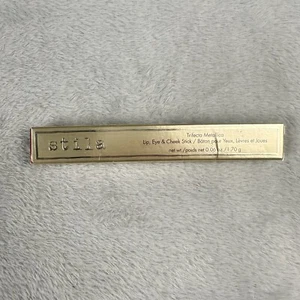 stila
Trifecta Metallica
Lip, Eye & Cheek Stick / Bâton pour Yeux, Lèvres et Joues
net wt./poids net 0.06 oz./1.70 g